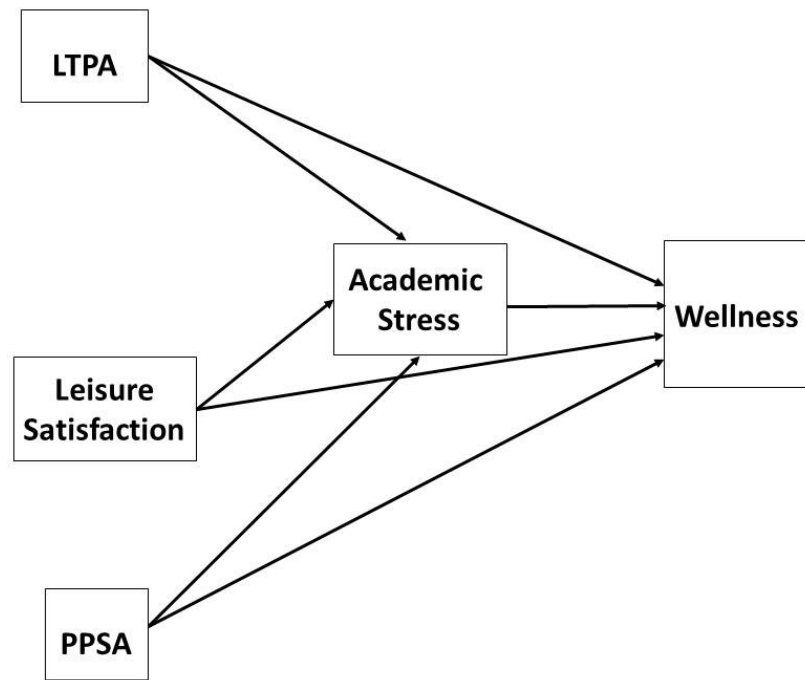 LTPA
Academic
Stress
Wellness
Leisure
Satisfaction
PPSA